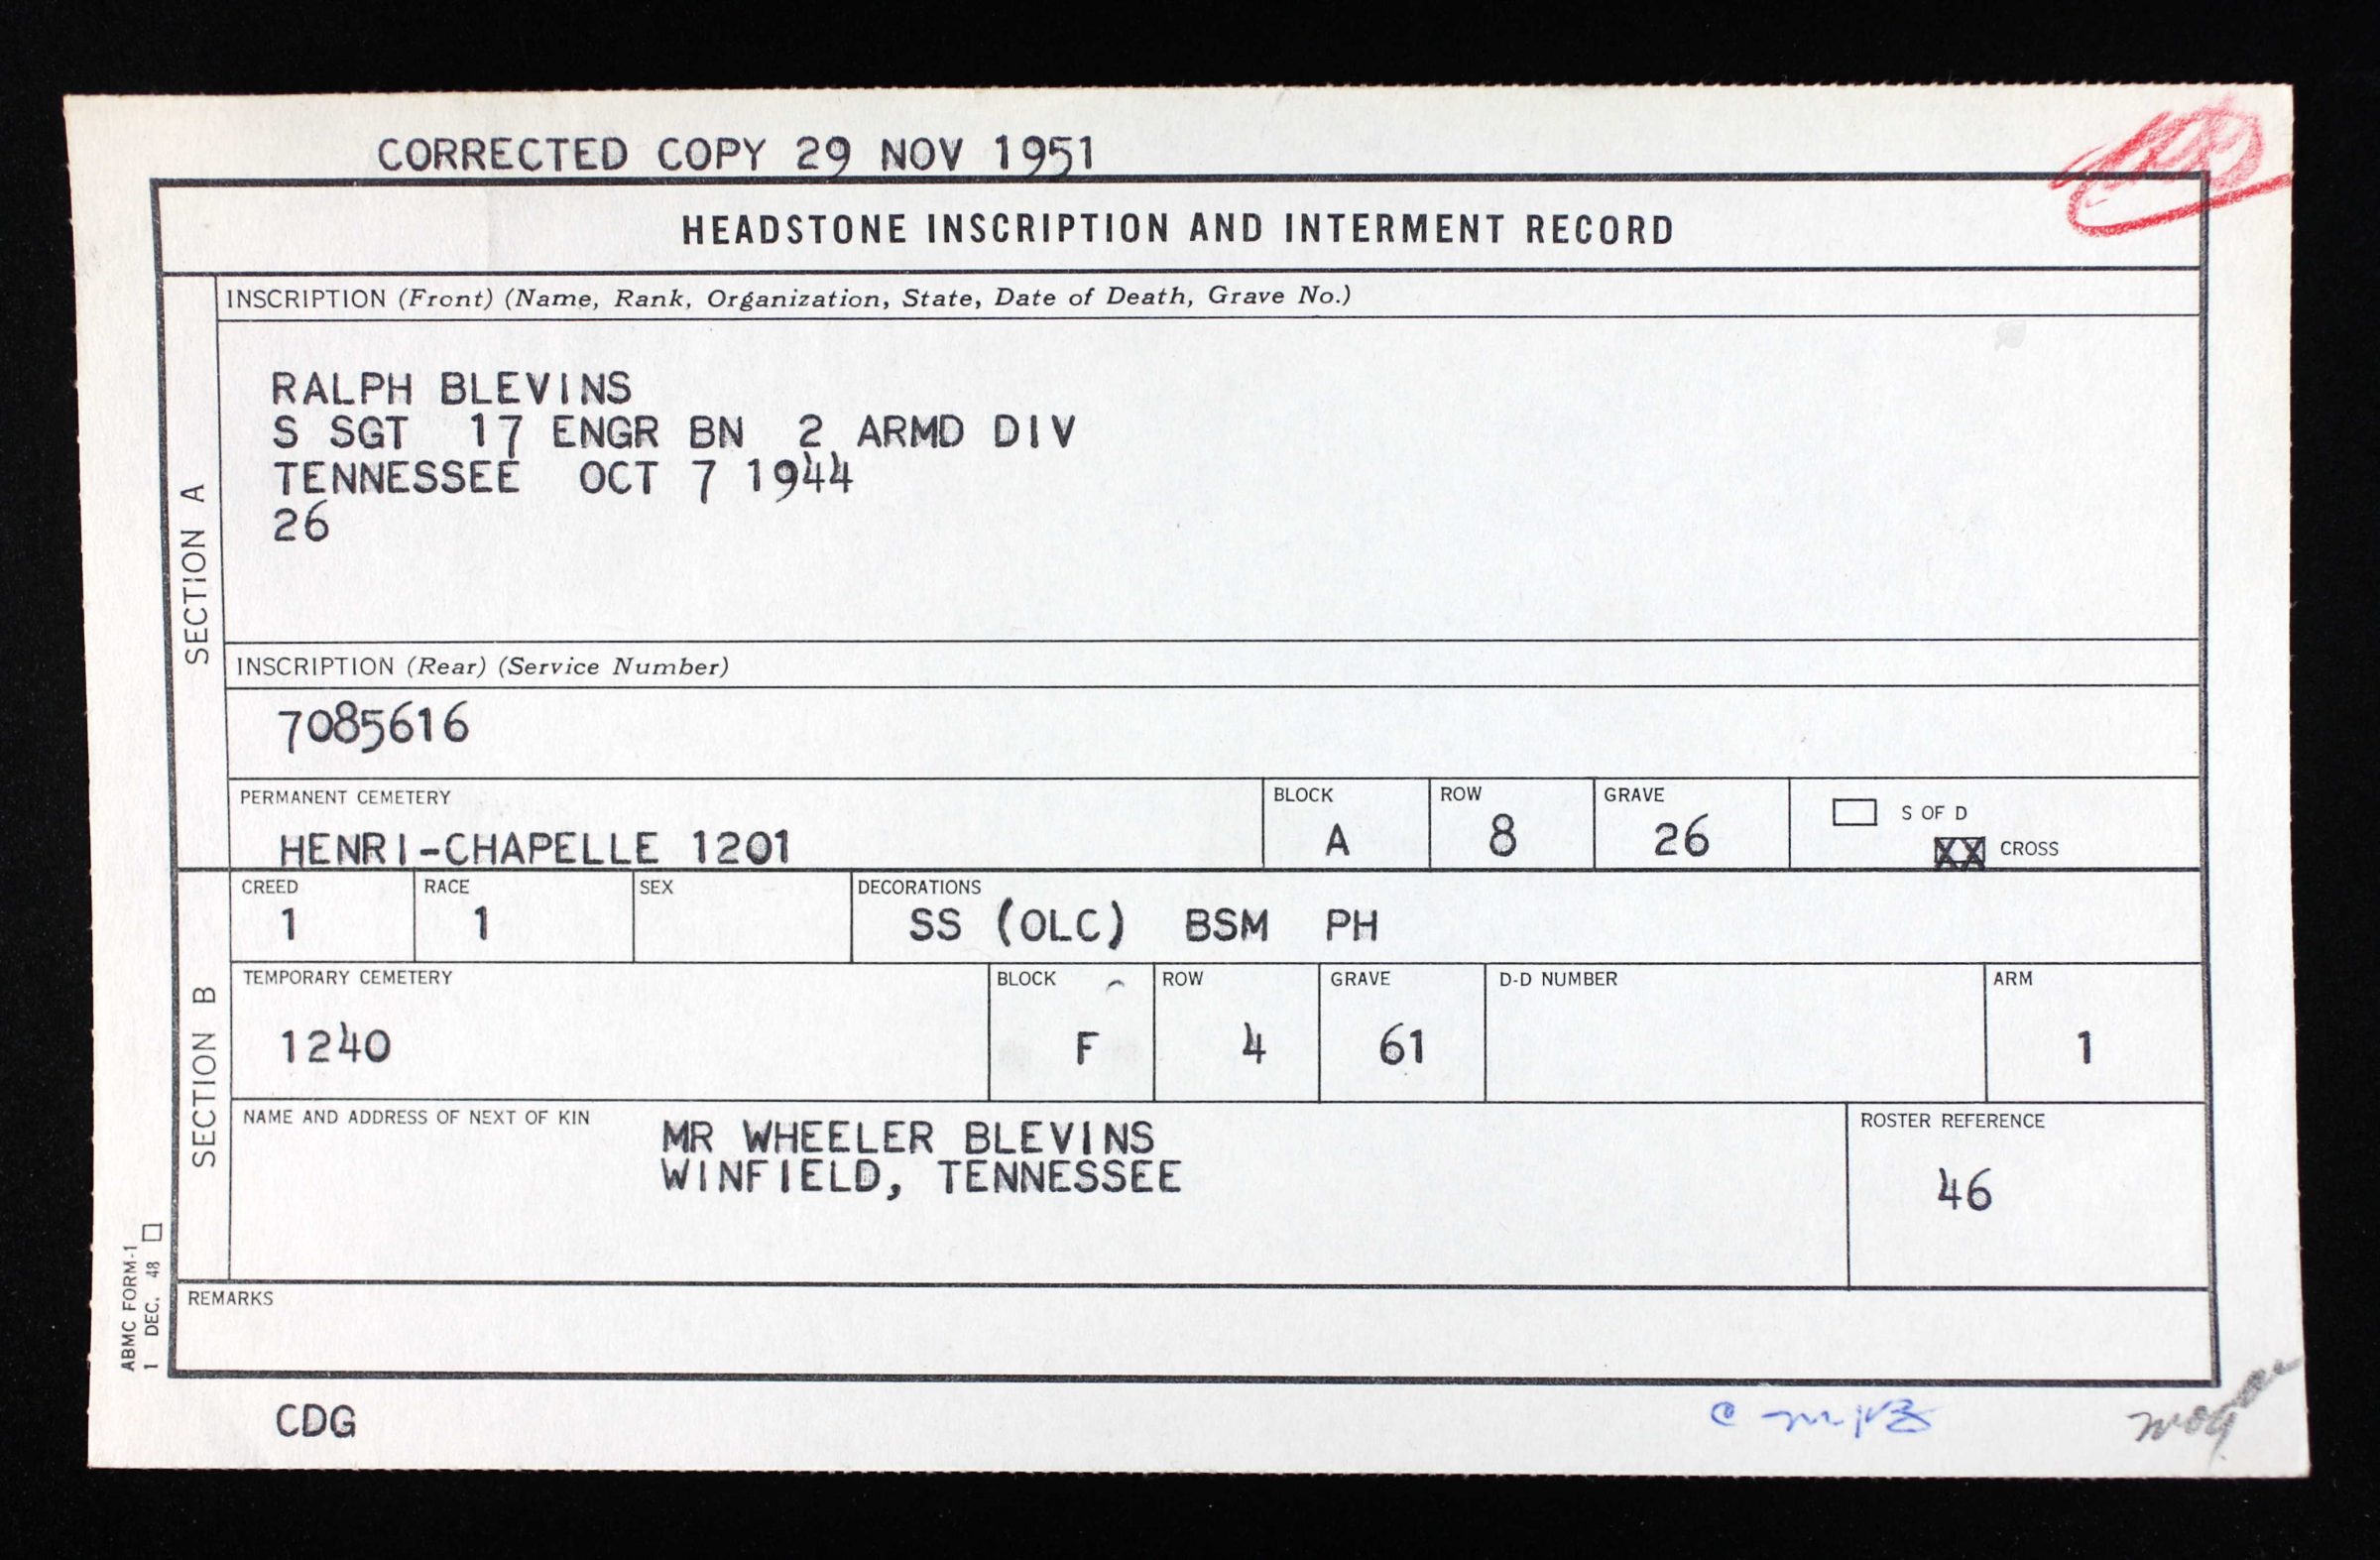 CORRECTED COPY 29 NOV 1951
HEADSTONE INSCRIPTION AND INTERMENT RECORD
SECTION A
INSCRIPTION (Front) (Name, Rank, Organization, State, Date of Death, Grave No.)
RALPH BLEVINS
S SGT 17 ENGR BN 2 ARMD DIV
TENNESSEE OCT 7 1944
26
INSCRIPTION (Rear) (Service Number)
7085616
PERMANENT CEMETERY BLOCK ROW GRAVE S OF D
HENRI-CHAPELLE 1201 A 8 26 XX CROSS
SECTION B
CREED RACE SEX DECORATIONS
1 1 SS (OLC) BSM PH
TEMPORARY CEMETERY BLOCK ROW GRAVE D-D NUMBER ARM
1240 F 4 61 1
NAME AND ADDRESS OF NEXT OF KIN MR WHEELER BLEVINS ROSTER REFERENCE
WINFIELD, TENNESSEE 46
REMARKS
ABMC FORM-1
1 DEC. 48
CDG